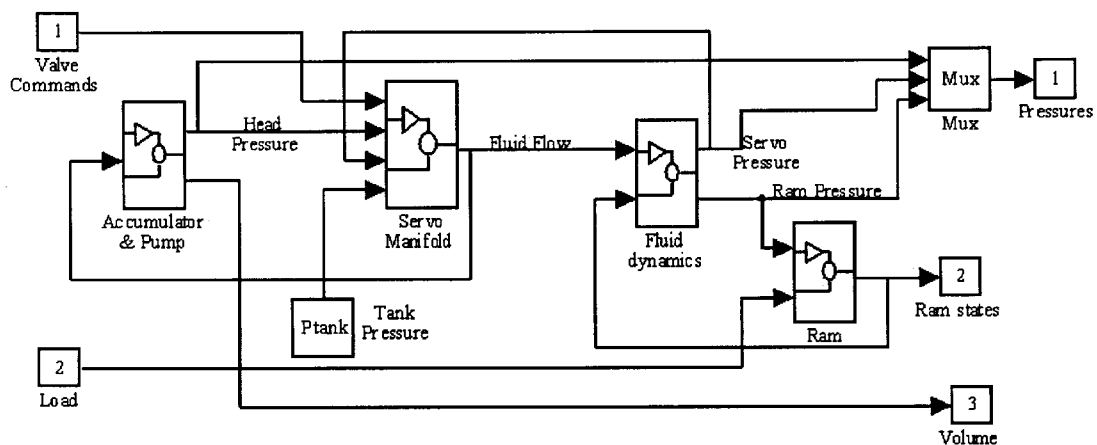 1
Valve
Commands
Head
Pressure
Accumulator
& Pump
Servo
Manifold
Fluid Flow
Ptank
Tank
Pressure
Fluid
dynamics
Servo
Pressure
Ram Pressure
Mux
Mux
1
Pressures
Ram
2
Ram states
2
Load
3
Volume